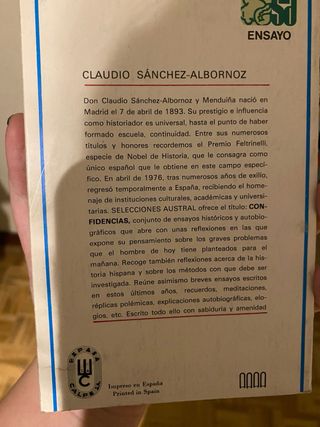 ENSAYO
CLAUDIO SÁNCHEZ-ALBORNOZ
Don Claudio Sánchez-Albornoz y Menduiña nació en
Madrid el 7 de abril de 1893. Su prestigio e influencia
como historiador es universal, hasta el punto de haber
formado escuela, continuidad. Entre sus numerosos
títulos y honores recordemos el Premio Feltrinelli,
especie de Nobel de Historia, que le consagra como
único español que le obtiene en este campo especí-
fico. En abril de 1976, tras numerosos años de exilio,
regresó temporalmente a España, recibiendo el home-
naje de instituciones culturales, académicas y universi-
tarias. SELECCIONES AUSTRAL ofrece el título: CON-
FIDENCIAS, conjunto de ensayos históricos y autobio-
gráficos que abre con unas reflexiones en las que
expone su pensamiento sobre los graves problemas
que el hombre de hoy tiene planteados para el
mañana. Recoge también reflexiones acerca de la his-
toria hispana y sobre los métodos con que debe ser
investigada. Reúne asimismo breves ensayos escritos
en estos últimos años, recuerdos, meditaciones,
réplicas polémicas, explicaciones autobiográficas, elo-
gios, etc. Escrito todo ello con sabiduría y amenidad
ESPASA
CALPE
Impreso en España
Printed in Spain